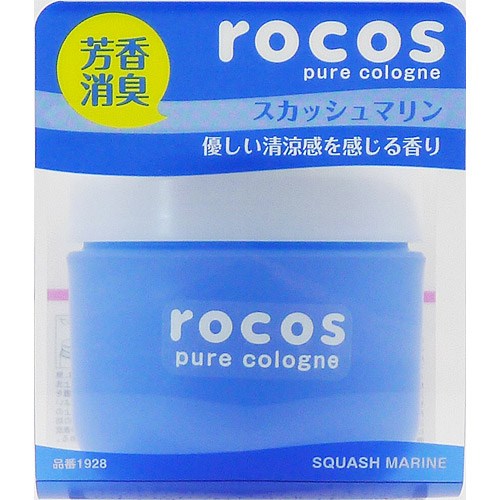 芳香
消臭
rocos
pure cologne
スカッシュマリン
優しい清涼感を感じる香り
rocos
pure cologne
品番1928
SQUASH MARINE